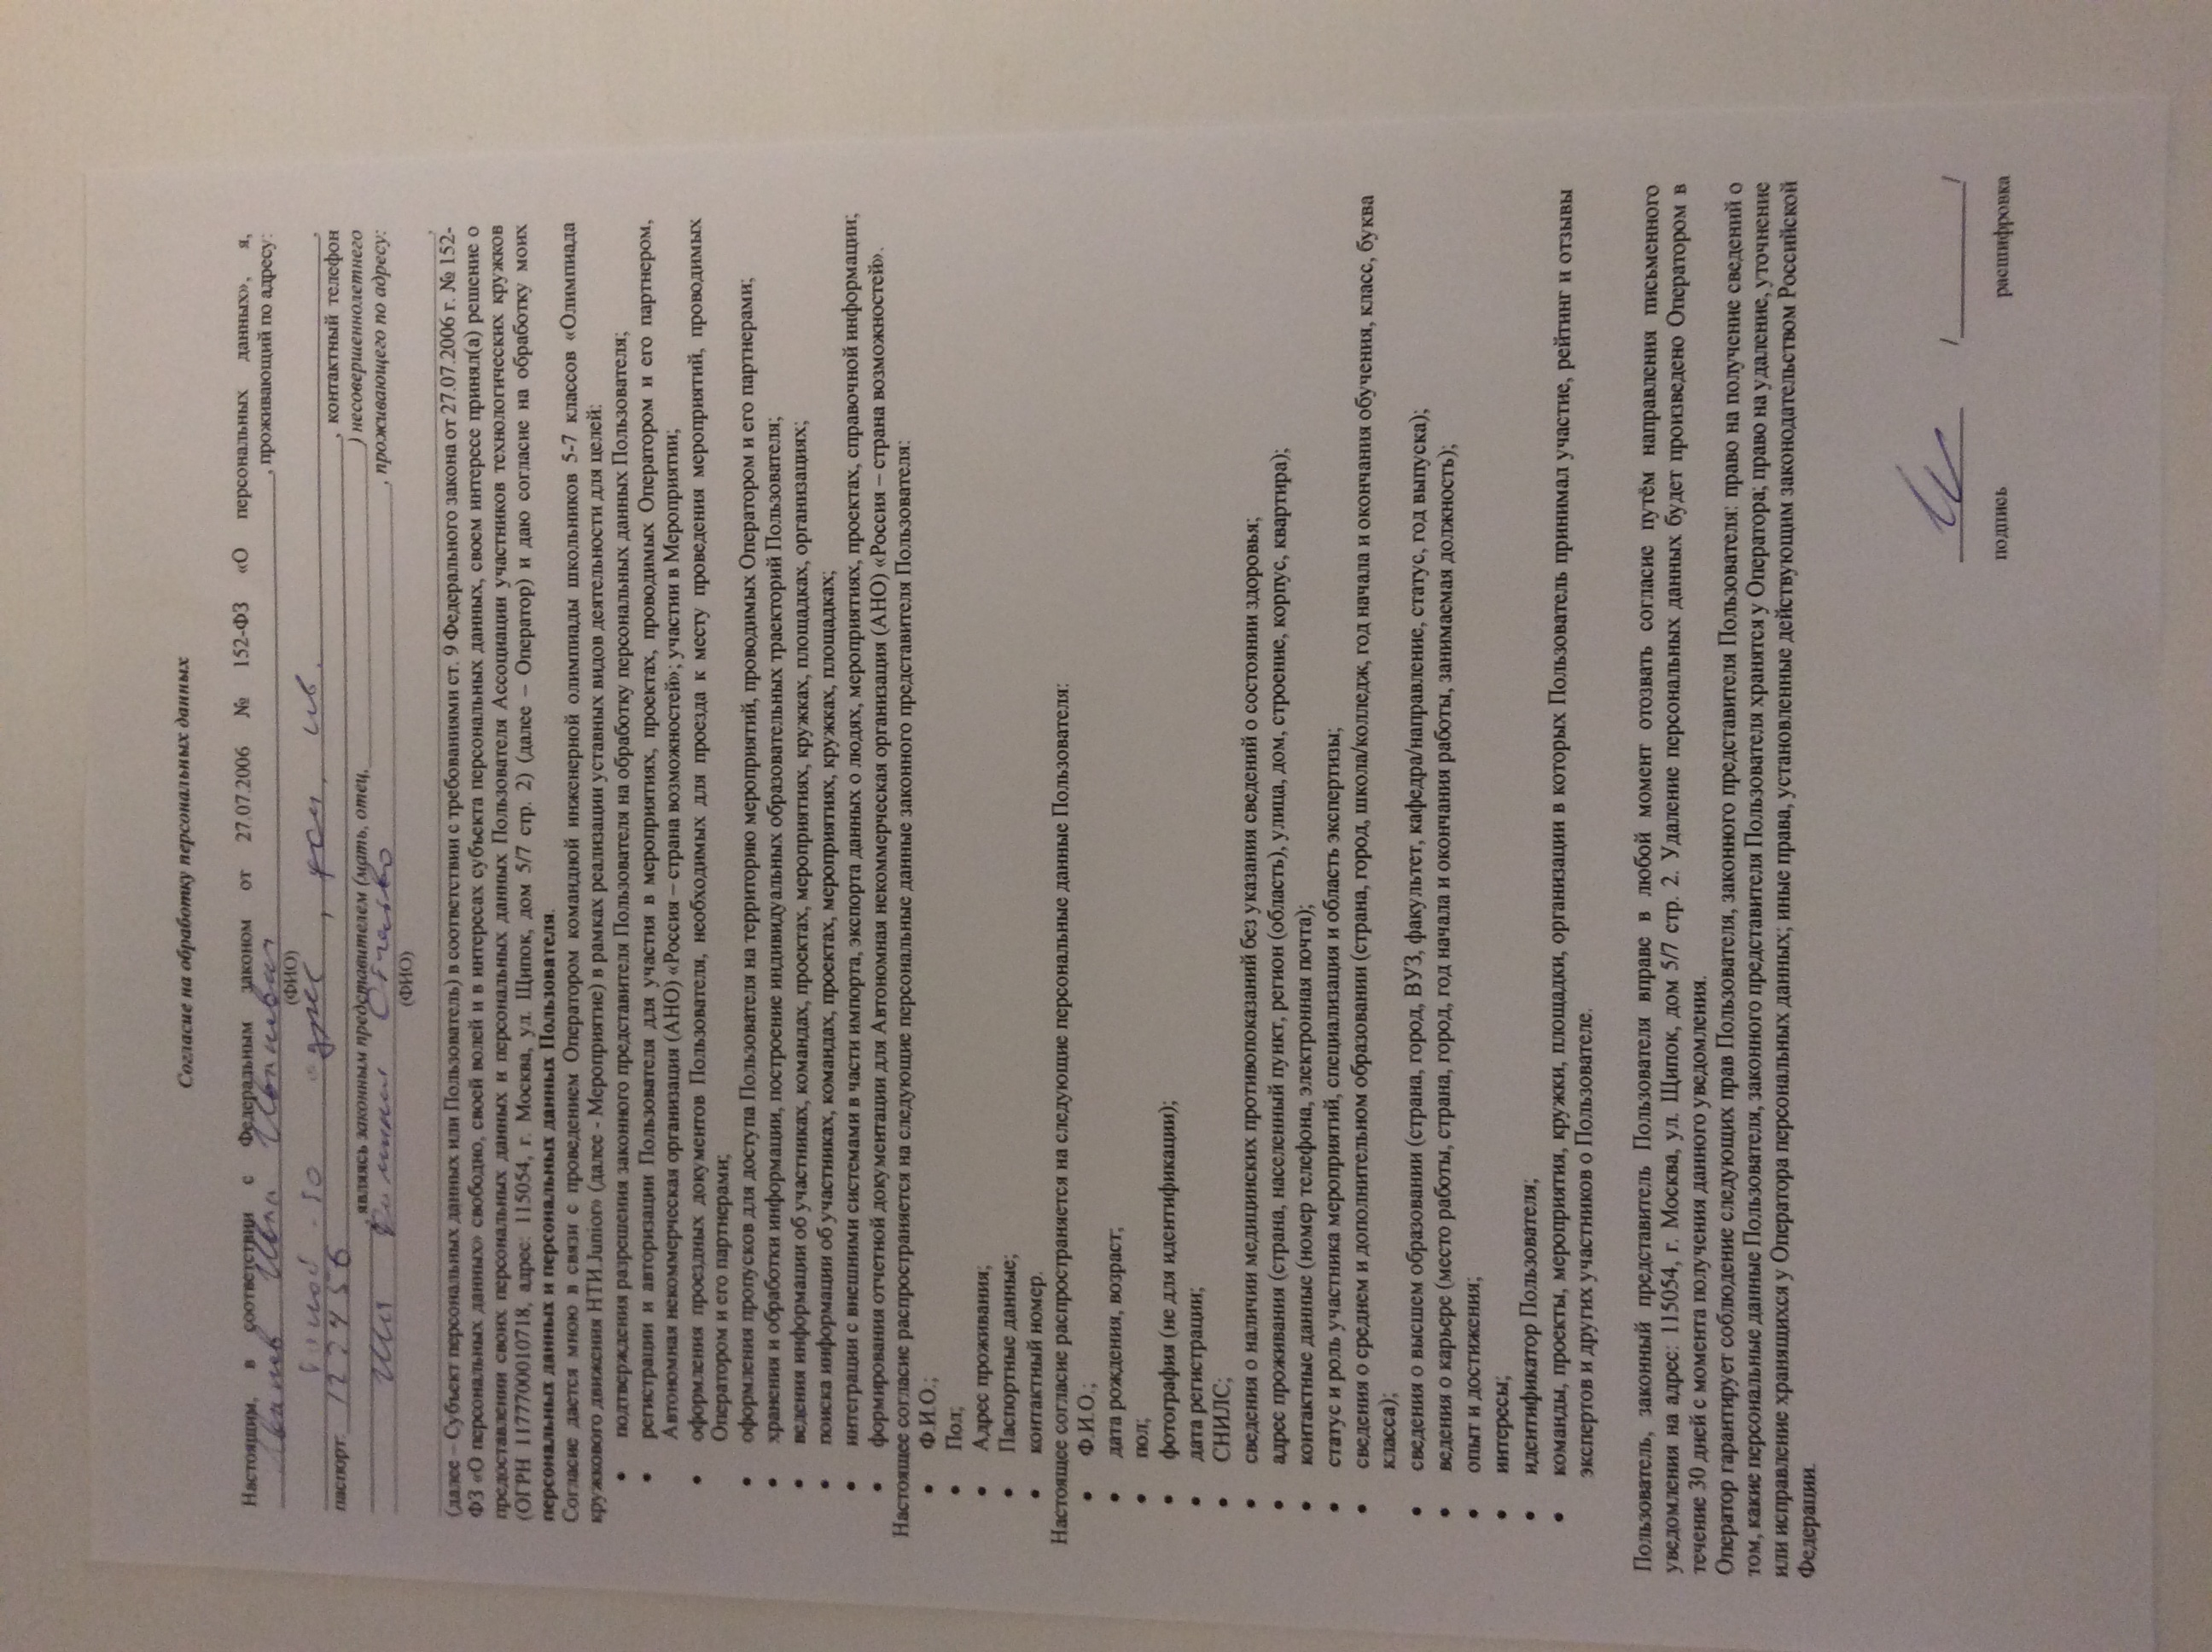 Согласие на обработку персональных данных
Настоящим, в соответствии с Федеральным законом от 27.07.2006 № 152-ФЗ «О персональных данных», я,
Иванов Иван Иванович, проживающий по адресу:
(ФИО)
адрес, дом, кв.,
паспорт 123456, контактный телефон
, являясь законным представителем (мать, отец, ) несовершеннолетнего
Имя Фамилия Отчество, проживающего по адресу:
(ФИО)
,
(далее – Субъект персональных данных или Пользователь) в соответствии с требованиями ст. 9 Федерального закона от 27.07.2006 г. № 152-
ФЗ «О персональных данных» свободно, своей волей и в интересах субъекта персональных данных, своем интересе принял(а) решение о
предоставлении своих персональных данных и персональных данных Пользователя Ассоциации участников технологических кружков
(ОГРН 1177700010718, адрес: 115054, г. Москва, ул. Щипок, дом 5/7 стр. 2) (далее – Оператор) и даю согласие на обработку моих
персональных данных и персональных данных Пользователя.
Согласие дается мною в связи с проведением Оператором командной инженерной олимпиады школьников 5-7 классов «Олимпиада
кружкового движения НТИ.Junior» (далее - Мероприятие) в рамках реализации уставных видов деятельности для целей:
• подтверждения разрешения законного представителя Пользователя на обработку персональных данных Пользователя;
• регистрации и авторизации Пользователя для участия в мероприятиях, проектах, проводимых Оператором и его партнером,
Автономная некоммерческая организация (АНО) «Россия – страна возможностей»; участии в Мероприятии;
• оформления проездных документов Пользователя, необходимых для проезда к месту проведения мероприятий, проводимых
Оператором и его партнерами;
• оформления пропусков для доступа Пользователя на территорию мероприятий, проводимых Оператором и его партнерами;
• хранения и обработки информации, построение индивидуальных образовательных траекторий Пользователя;
• ведения информации об участниках, командах, проектах, мероприятиях, кружках, площадках, организациях;
• поиска информации об участниках, командах, проектах, мероприятиях, кружках, площадках;
• интеграции с внешними системами в части импорта, экспорта данных о людях, мероприятиях, проектах, справочной информации;
• формирования отчетной документации для Автономная некоммерческая организация (АНО) «Россия – страна возможностей».
Настоящее согласие распространяется на следующие персональные данные законного представителя Пользователя:
• Ф.И.О.;
• Пол;
• Адрес проживания;
• Паспортные данные;
• контактный номер.
Настоящее согласие распространяется на следующие персональные данные Пользователя:
• Ф.И.О.;
• дата рождения, возраст;
• пол;
• фотография (не для идентификации);
• дата регистрации;
• СНИЛС;
• сведения о наличии медицинских противопоказаний без указания сведений о состоянии здоровья;
• адрес проживания (страна, населенный пункт, регион (область), улица, дом, строение, корпус, квартира);
• контактные данные (номер телефона, электронная почта);
• статус и роль участника мероприятий, специализация и область экспертизы;
• сведения о среднем и дополнительном образовании (страна, город, школа/колледж, год начала и окончания обучения, класс, буква
класса);
• сведения о высшем образовании (страна, город, ВУЗ, факультет, кафедра/направление, статус, год выпуска);
• ведения о карьере (место работы, страна, город, год начала и окончания работы, занимаемая должность);
• опыт и достижения;
• интересы;
• идентификатор Пользователя;
• команды, проекты, мероприятия, кружки, площадки, организации в которых Пользователь принимал участие, рейтинг и отзывы
экспертов и других участников о Пользователе.
Пользователь, законный представитель Пользователя вправе в любой момент отозвать согласие путём направления письменного
уведомления на адрес: 115054, г. Москва, ул. Щипок, дом 5/7 стр. 2. Удаление персональных данных будет произведено Оператором в
течение 30 дней с момента получения данного уведомления.
Оператор гарантирует соблюдение следующих прав Пользователя, законного представителя Пользователя: право на получение сведений о
том, какие персональные данные Пользователя, законного представителя Пользователя хранятся у Оператора; право на удаление, уточнение
или исправление хранящихся у Оператора персональных данных; иные права, установленные действующим законодательством Российской
Федерации.
/ /
подпись расшифровка